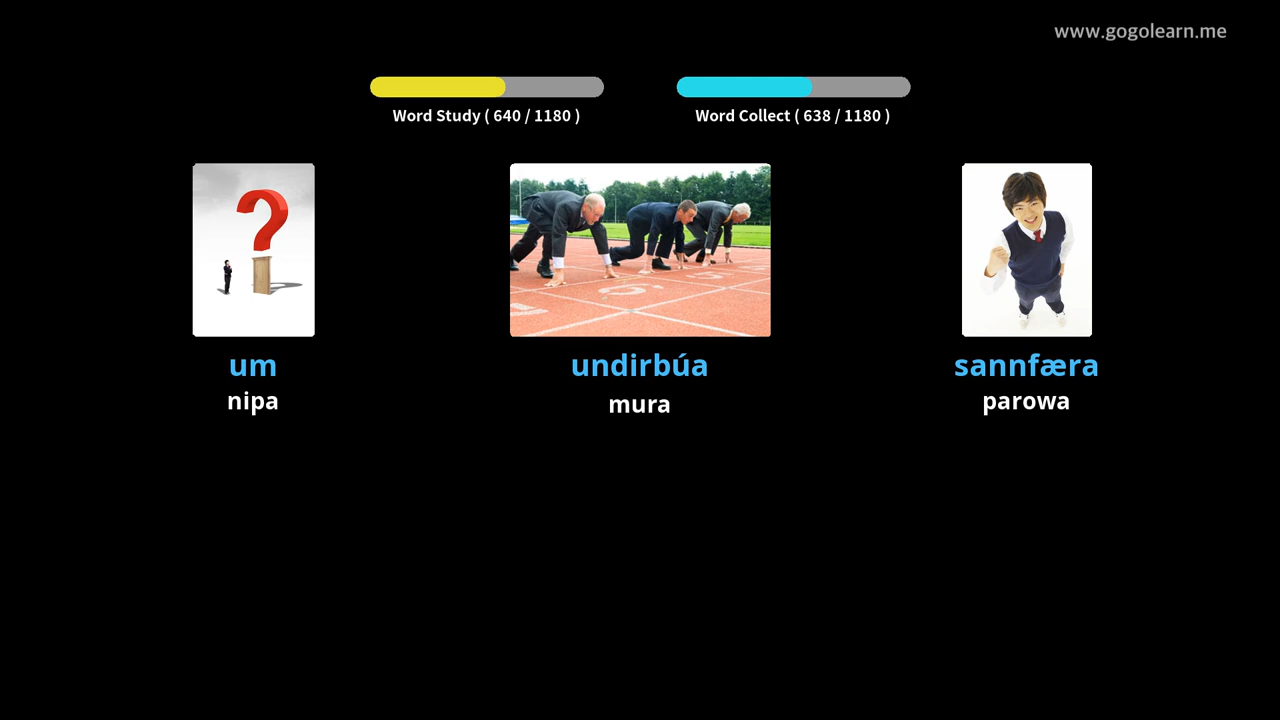 www.gogolearn.me
Word Study ( 640 / 1180 )
Word Collect ( 638 / 1180 )
um
nipa
undirbúa
mura
sannfæra
parowa